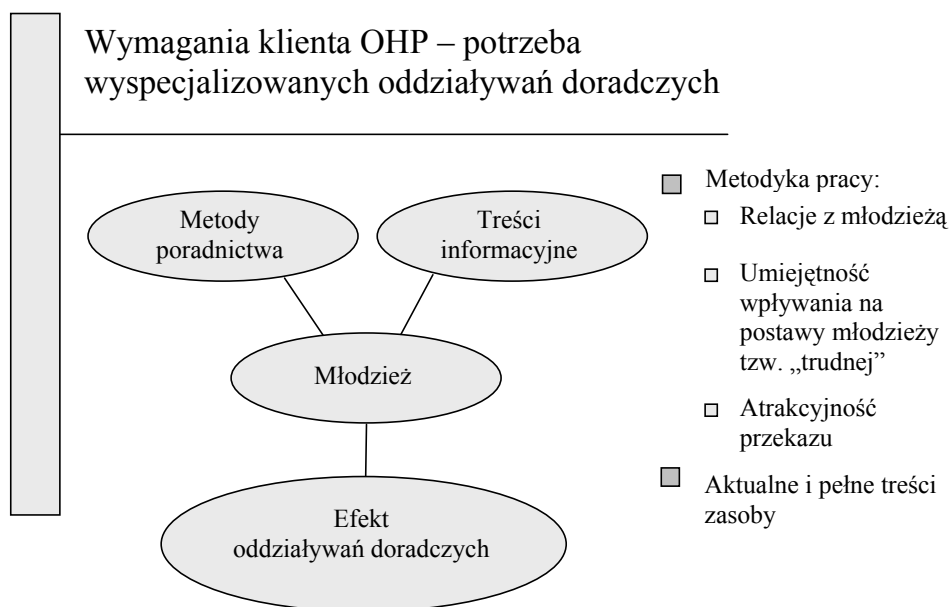 Wymagania klienta OHP – potrzeba
wyspecjalizowanych oddziaływań doradczych
Metody
poradnictwa
Treści
informacyjne
Młodzież
Efekt
oddziaływań doradczych
Metodyka pracy:
Relacje z młodzieżą
Umiejętność
wpływania na
postawy młodzieży
tzw. „trudnej”
Atrakcyjność
przekazu
Aktualne i pełne treści
zasoby